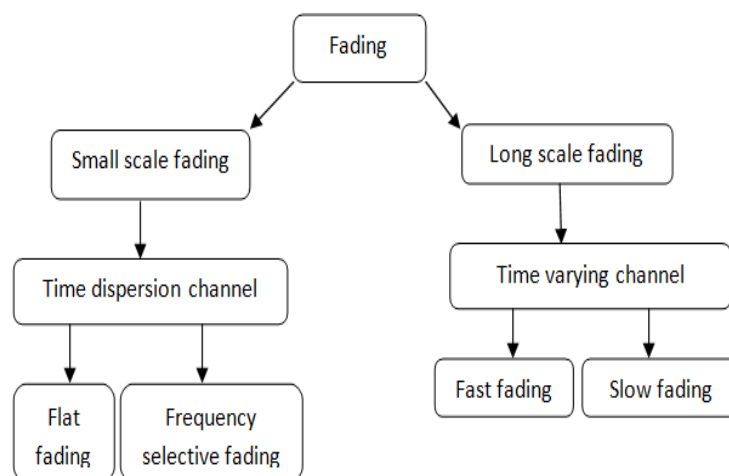 Fading
Small scale fading
Long scale fading
Time dispersion channel
Time varying channel
Flat
fading
Frequency
selective fading
Fast fading
Slow fading